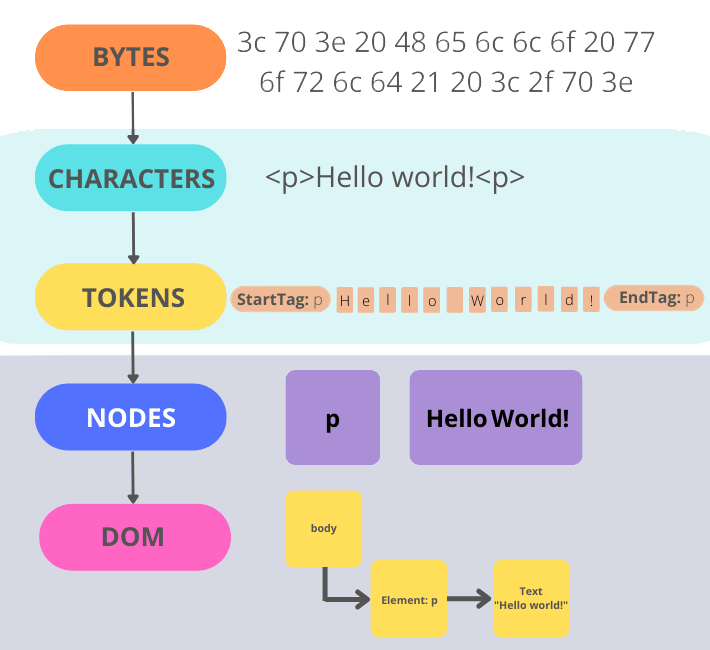 BYTES
3c 70 3e 20 48 65 6c 6c 6f 20 77
6f 72 6c 64 21 20 3c 2f 70 3e
CHARACTERS
<p>Hello world!<p>
TOKENS
StartTag: p
H e l l o W o r l d !
EndTag: p
NODES
p
Hello World!
DOM
body
Element: p
Text
"Hello world!"